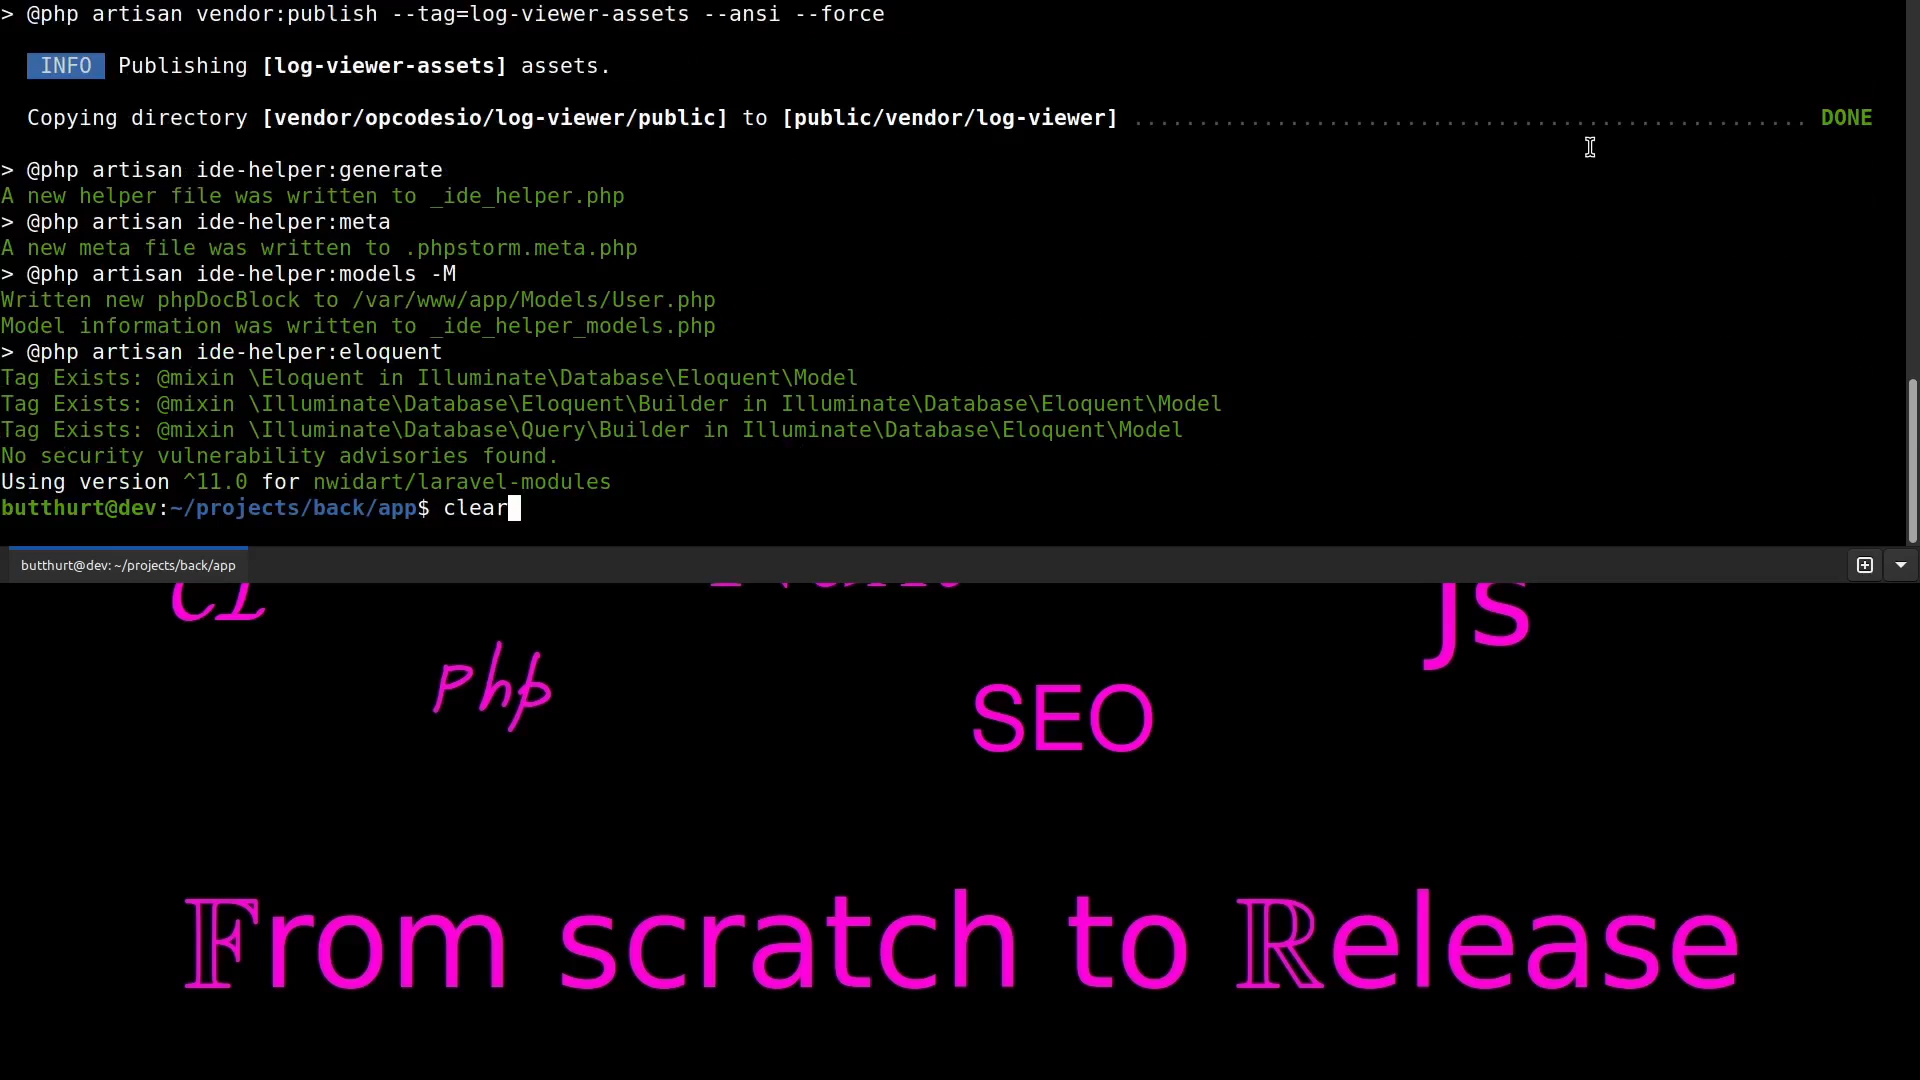 > @php artisan vendor:publish --tag=log-viewer-assets --ansi --force
INFO Publishing [log-viewer-assets] assets.
Copying directory [vendor/opcodesio/log-viewer/public] to [public/vendor/log-viewer] .................................................... DONE
> @php artisan ide-helper:generate
A new helper file was written to _ide_helper.php
> @php artisan ide-helper:meta
A new meta file was written to .phpstorm.meta.php
> @php artisan ide-helper:models -M
Written new phpDocBlock to /var/www/app/Models/User.php
Model information was written to _ide_helper_models.php
> @php artisan ide-helper:eloquent
Tag Exists: @mixin \Eloquent in Illuminate\Database\Eloquent\Model
Tag Exists: @mixin \Illuminate\Database\Eloquent\Builder in Illuminate\Database\Eloquent\Model
Tag Exists: @mixin \Illuminate\Database\Query\Builder in Illuminate\Database\Eloquent\Model
No security vulnerability advisories found.
Using version ^11.0 for nwidart/laravel-modules
butthurt@dev:~/projects/back/app$ clear
butthurt@dev: ~/projects/back/app
js
php
SEO
From scratch to Release